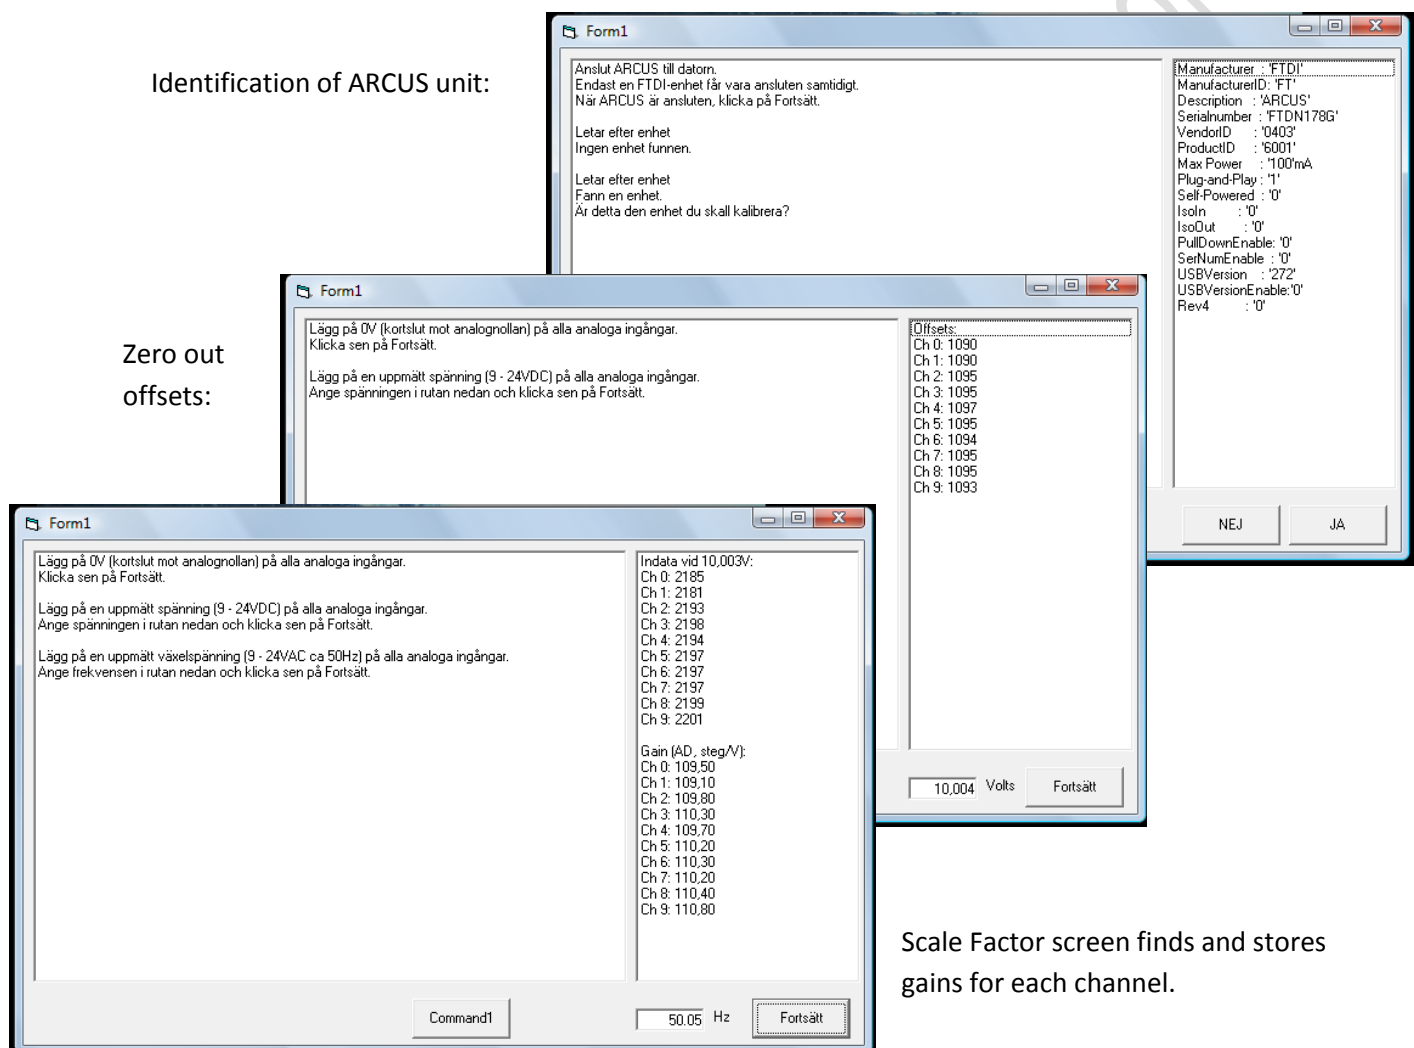 Identification of ARCUS unit:
Form1
Anslut ARCUS till datorn.
Endast en FTDI-enhet får vara ansluten samtidigt.
När ARCUS är ansluten, klicka på Fortsätt.
Letar efter enhet
Ingen enhet funnen.
Letar efter enhet
Fann en enhet.
Är detta den enhet du skall kalibrera?
Manufacturer : 'FTDI'
ManufacturerID: 'FT'
Description : 'ARCUS'
Serialnumber : 'FTDN178G'
VendorID : '0403'
ProductID : '6001'
Max Power : '100'mA
Plug-and-Play : '1'
Self-Powered : '0'
IsoIn : '0'
IsoOut : '0'
PullDownEnable: '0'
SerNumEnable : '0'
USBVersion : '272'
USBVersionEnable:'0'
Rev4 : '0'
NEJ
JA
Zero out
offsets:
Form1
Lägg på 0V (kortslut mot analognollan) på alla analoga ingångar.
Klicka sen på Fortsätt.
Lägg på en uppmätt spänning (9 - 24VDC) på alla analoga ingångar.
Ange spänningen i rutan nedan och klicka sen på Fortsätt.
Offsets:
Ch 0: 1090
Ch 1: 1090
Ch 2: 1095
Ch 3: 1095
Ch 4: 1097
Ch 5: 1095
Ch 6: 1094
Ch 7: 1095
Ch 8: 1095
Ch 9: 1093
10,004 Volts
Fortsätt
Form1
Lägg på 0V (kortslut mot analognollan) på alla analoga ingångar.
Klicka sen på Fortsätt.
Lägg på en uppmätt spänning (9 - 24VDC) på alla analoga ingångar.
Ange spänningen i rutan nedan och klicka sen på Fortsätt.
Lägg på en uppmätt växelspänning (9 - 24VAC ca 50Hz) på alla analoga ingångar.
Ange frekvensen i rutan nedan och klicka sen på Fortsätt.
Indata vid 10,003V:
Ch 0: 2185
Ch 1: 2181
Ch 2: 2193
Ch 3: 2198
Ch 4: 2194
Ch 5: 2197
Ch 6: 2197
Ch 7: 2197
Ch 8: 2199
Ch 9: 2201
Gain (AD, steg/V):
Ch 0: 109,50
Ch 1: 109,10
Ch 2: 109,80
Ch 3: 110,30
Ch 4: 109,70
Ch 5: 110,20
Ch 6: 110,30
Ch 7: 110,20
Ch 8: 110,40
Ch 9: 110,80
Command1
50.05 Hz
Fortsätt
Scale Factor screen finds and stores
gains for each channel.